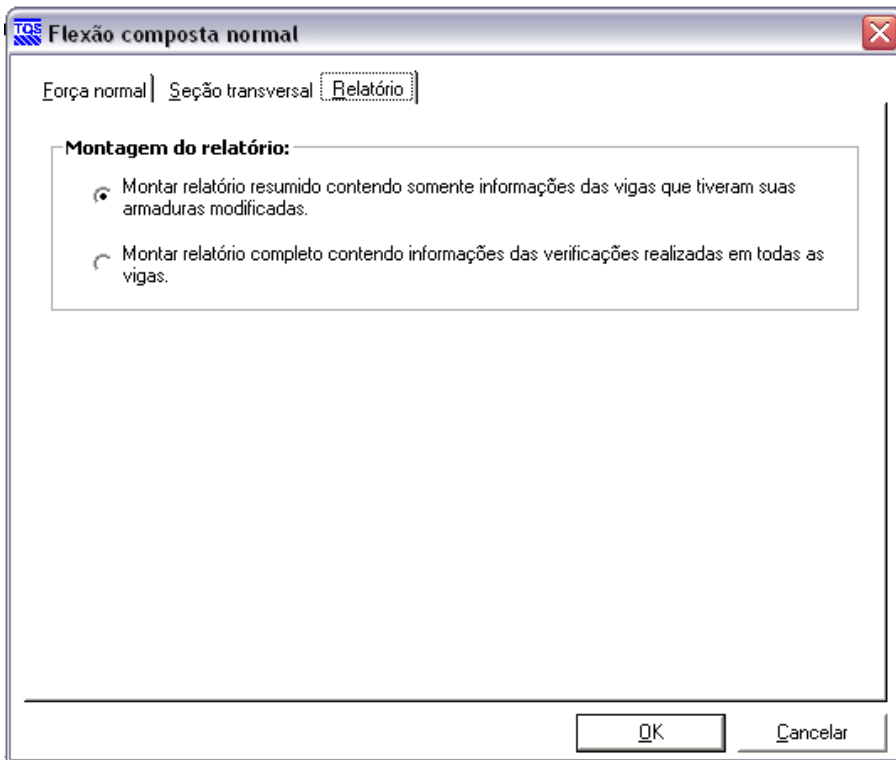 TQS Flexão composta normal
Força normal Seção transversal Relatório
Montagem do relatório:
Montar relatório resumido contendo somente informações das vigas que tiveram suas
armaduras modificadas.
Montar relatório completo contendo informações das verificações realizadas em todas as
vigas.
OK Cancelar